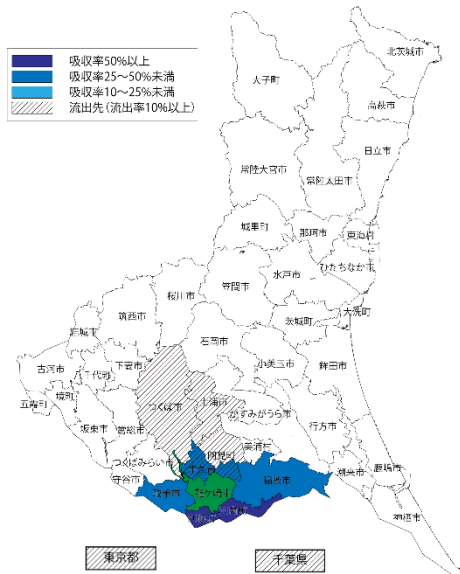 吸収率50%以上
吸収率25～50%未満
吸収率10～25%未満
流出先(流出率10%以上)
北茨城市
大子町
高萩市
日立市
常陸大宮市
常陸太田市
城里町
那珂市
東海村
ひたちなか市
水戸市
笠間市
桜川市
大洗町
筑西市
茨城町
石岡市
結城市
小美玉市
鉾田市
古河市
八千代町
下妻市
境町
五霞町
つくば市
土浦市
かすみがうら市
行方市
坂東市
常総市
阿見町
美浦村
つくばみらい市
牛久市
潮来市
鹿嶋市
守谷市
稲敷市
取手市
龍ケ崎市
神栖市
東京都
千葉県